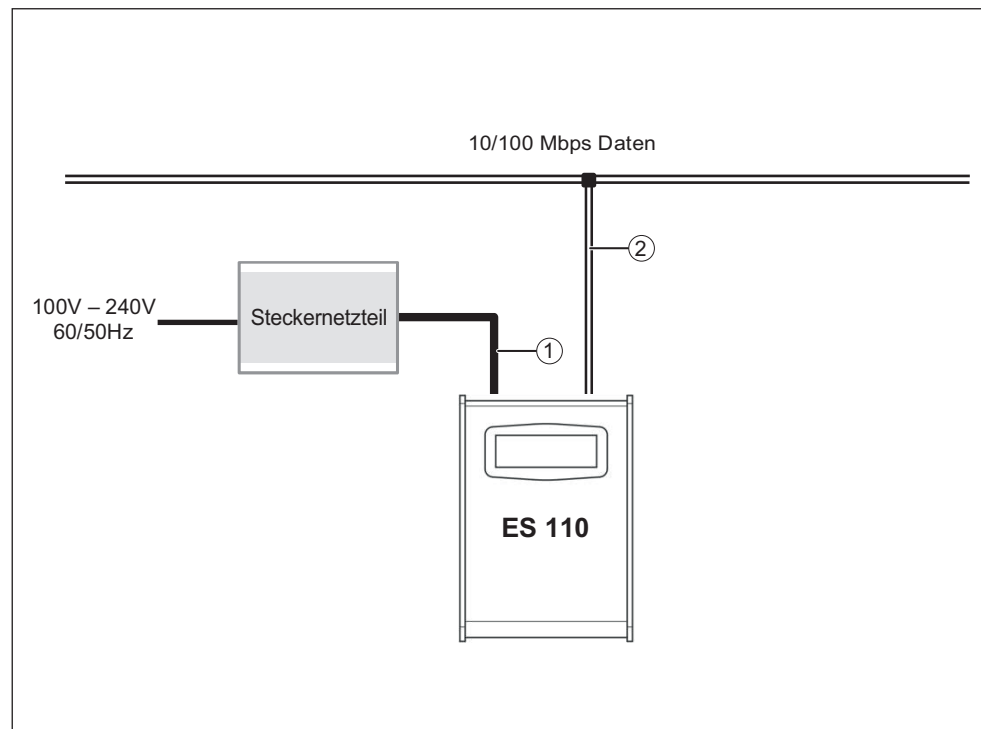 10/100 Mbps Daten
②
100V – 240V
60/50Hz
Steckernetzteil
①
ES 110